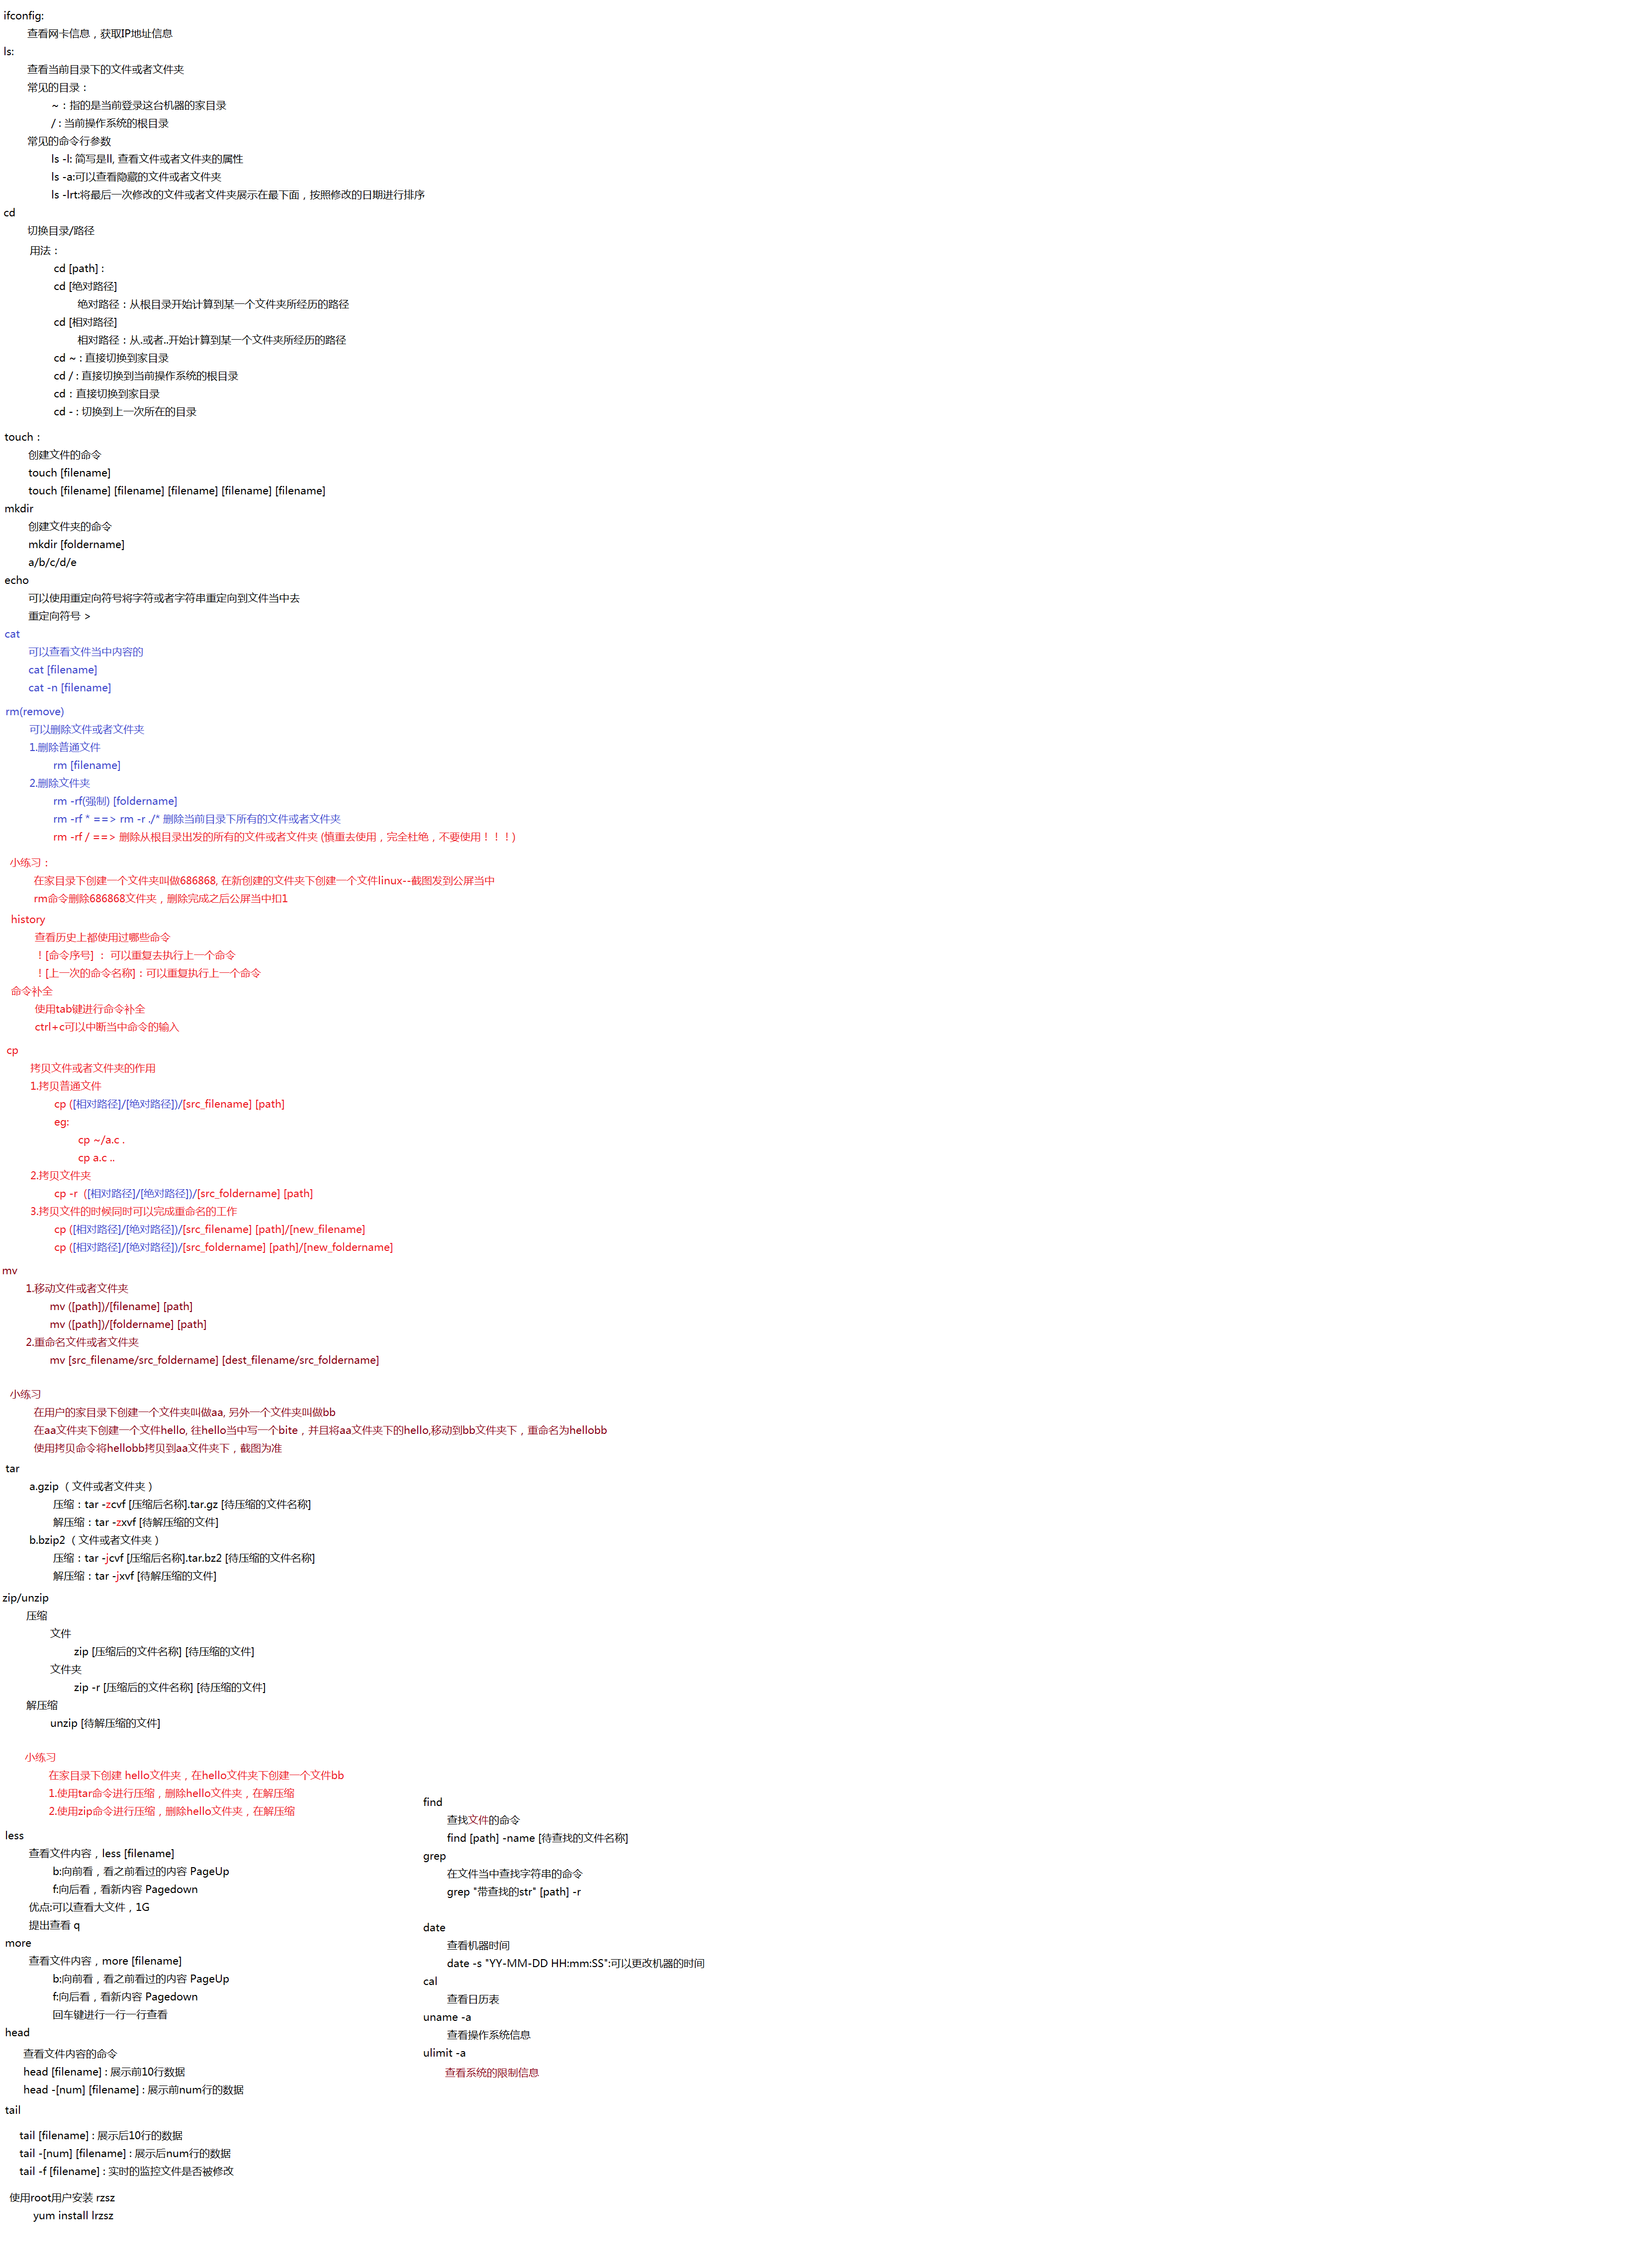 ifconfig:
查看网卡信息，获取IP地址信息
ls:
查看当前目录下的文件或者文件夹
常见的目录：
~：指的是当前登录这台机器的家目录
/ : 当前操作系统的根目录
常见的命令行参数
ls -l: 简写是ll, 查看文件或者文件夹的属性
ls -a:可以查看隐藏的文件或者文件夹
ls -lrt:将最后一次修改的文件或者文件夹展示在最下面，按照修改的日期进行排序
cd
切换目录/路径
用法：
cd [path] :
cd [绝对路径]
绝对路径：从根目录开始计算到某一个文件夹所经历的路径
cd [相对路径]
相对路径：从.或者..开始计算到某一个文件夹所经历的路径
cd ~ : 直接切换到家目录
cd / : 直接切换到当前操作系统的根目录
cd：直接切换到家目录
cd - : 切换到上一次所在的目录
touch：
创建文件的命令
touch [filename]
touch [filename] [filename] [filename] [filename] [filename]
mkdir
创建文件夹的命令
mkdir [foldername]
a/b/c/d/e
echo
可以使用重定向符号将字符或者字符串重定向到文件当中去
重定向符号 >
cat
可以查看文件当中内容的
cat [filename]
cat -n [filename]
rm(remove)
可以删除文件或者文件夹
1.删除普通文件
rm [filename]
2.删除文件夹
rm -rf(强制) [foldername]
rm -rf * ==> rm -r ./* 删除当前目录下所有的文件或者文件夹
rm -rf / ==> 删除从根目录出发的所有的文件或者文件夹 (慎重去使用，完全杜绝，不要使用！！！)
小练习：
在家目录下创建一个文件夹叫做686868, 在新创建的文件夹下创建一个文件linux--截图发到公屏当中
rm命令删除686868文件夹，删除完成之后公屏当中扣1
history
查看历史上都使用过哪些命令
！[命令序号] ： 可以重复去执行上一个命令
！[上一次的命令名称]：可以重复执行上一个命令
命令补全
使用tab键进行命令补全
ctrl+c可以中断当中命令的输入
cp
拷贝文件或者文件夹的作用
1.拷贝普通文件
cp ([相对路径]/[绝对路径])/[src_filename] [path]
eg:
cp ~/a.c .
cp a.c ..
2.拷贝文件夹
cp -r ([相对路径]/[绝对路径])/[src_foldername] [path]
3.拷贝文件的时候同时可以完成重命名的工作
cp ([相对路径]/[绝对路径])/[src_filename] [path]/[new_filename]
cp ([相对路径]/[绝对路径])/[src_foldername] [path]/[new_foldername]
mv
1.移动文件或者文件夹
mv ([path])/[filename] [path]
mv ([path])/[foldername] [path]
2.重命名文件或者文件夹
mv [src_filename/src_foldername] [dest_filename/src_foldername]
小练习
在用户的家目录下创建一个文件夹叫做aa, 另外一个文件夹叫做bb
在aa文件夹下创建一个文件hello, 往hello当中写一个bite，并且将aa文件夹下的hello,移动到bb文件夹下，重命名为hellobb
使用拷贝命令将hellobb拷贝到aa文件夹下，截图为准
tar
a.gzip（文件或者文件夹）
压缩：tar -zcvf [压缩后名称].tar.gz [待压缩的文件名称]
解压缩：tar -zxvf [待解压缩的文件]
b.bzip2（文件或者文件夹）
压缩：tar -jcvf [压缩后名称].tar.bz2 [待压缩的文件名称]
解压缩：tar -jxvf [待解压缩的文件]
zip/unzip
压缩
文件
zip [压缩后的文件名称] [待压缩的文件]
文件夹
zip -r [压缩后的文件名称] [待压缩的文件]
解压缩
unzip [待解压缩的文件]
小练习
在家目录下创建 hello文件夹，在hello文件夹下创建一个文件bb
1.使用tar命令进行压缩，删除hello文件夹，在解压缩
2.使用zip命令进行压缩，删除hello文件夹，在解压缩
less
查看文件内容，less [filename]
b:向前看，看之前看过的内容 PageUp
f:向后看，看新内容 Pagedown
优点:可以查看大文件，1G
提出查看 q
more
查看文件内容，more [filename]
b:向前看，看之前看过的内容 PageUp
f:向后看，看新内容 Pagedown
回车键进行一行一行查看
head
查看文件内容的命令
head [filename] : 展示前10行数据
head -[num] [filename] : 展示前num行的数据
tail
tail [filename] : 展示后10行的数据
tail -[num] [filename] : 展示后num行的数据
tail -f [filename] : 实时的监控文件是否被修改
使用root用户安装 rzsz
yum install lrzsz
find
查找文件的命令
find [path] -name [待查找的文件名称]
grep
在文件当中查找字符串的命令
grep "带查找的str" [path] -r
date
查看机器时间
date -s "YY-MM-DD HH:mm:SS":可以更改机器的时间
cal
查看日历表
uname -a
查看操作系统信息
ulimit -a
查看系统的限制信息